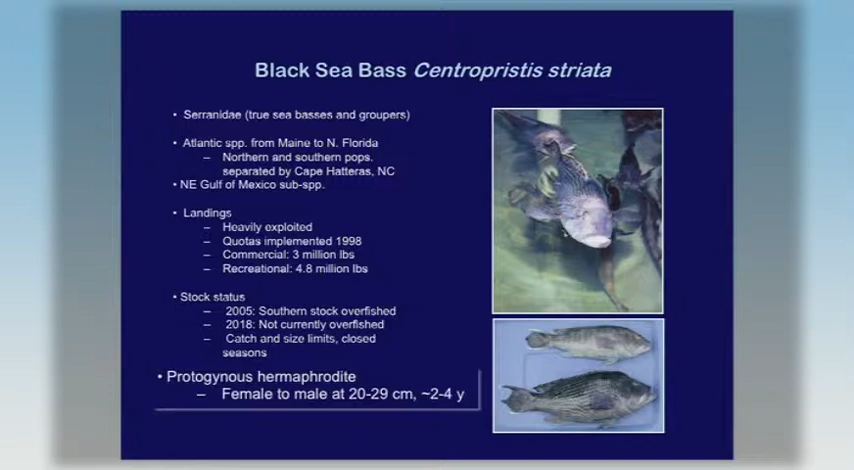 Black Sea Bass Centropristis striata
• Serranidae (true sea basses and groupers)
• Atlantic spp. from Maine to N. Florida
– Northern and southern pops.
separated by Cape Hatteras, NC
• NE Gulf of Mexico sub-spp.
• Landings
– Heavily exploited
– Quotas implemented 1998
– Commercial: 3 million lbs
– Recreational: 4.8 million lbs
• Stock status
– 2005: Southern stock overfished
– 2018: Not currently overfished
– Catch and size limits, closed
seasons
• Protogynous hermaphrodite
– Female to male at 20-29 cm, ~2-4 y